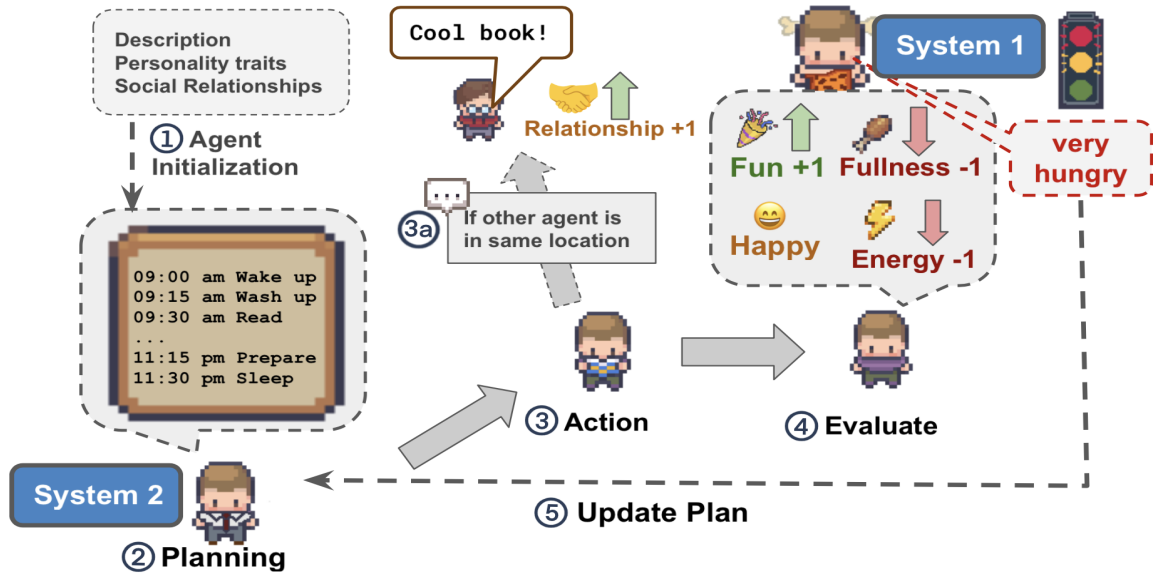 Description
Personality traits
Social Relationships
① Agent
Initialization
09:00 am Wake up
09:15 am Wash up
09:30 am Read
...
11:15 pm Prepare
11:30 pm Sleep
System 2
② Planning
Cool book!
Relationship +1
...
3a
If other agent is
in same location
③ Action
System 1
Fun +1
Fullness -1
Happy
Energy -1
very
hungry
④ Evaluate
⑤ Update Plan